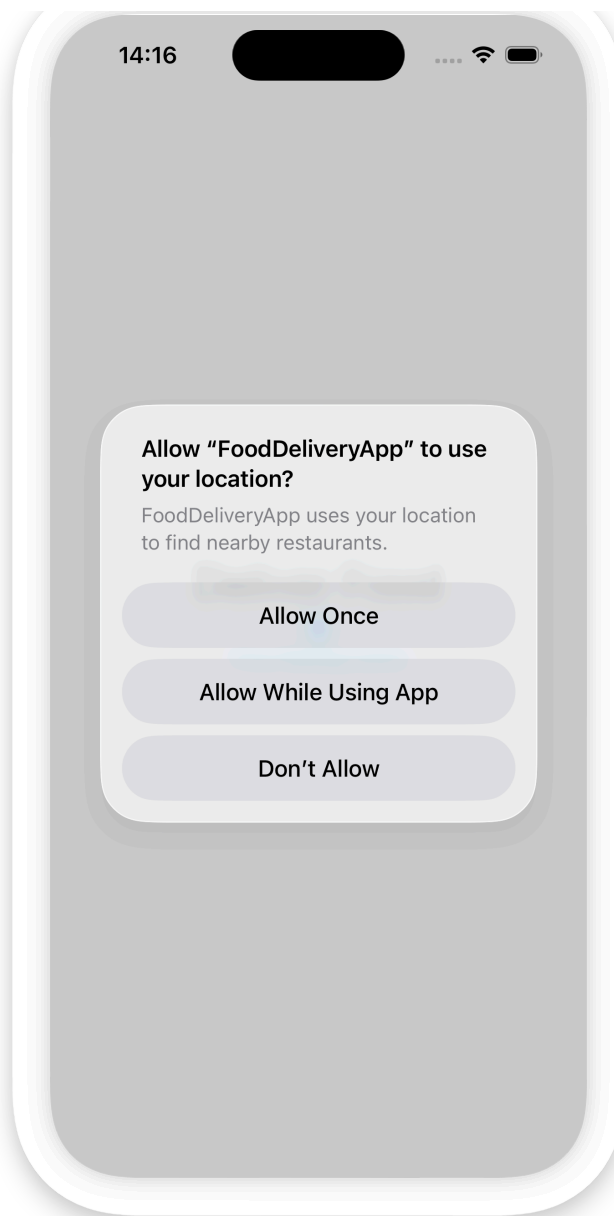 14:16
Allow “FoodDeliveryApp” to use
your location?
FoodDeliveryApp uses your location
to find nearby restaurants.
Allow Once
Allow While Using App
Don’t Allow